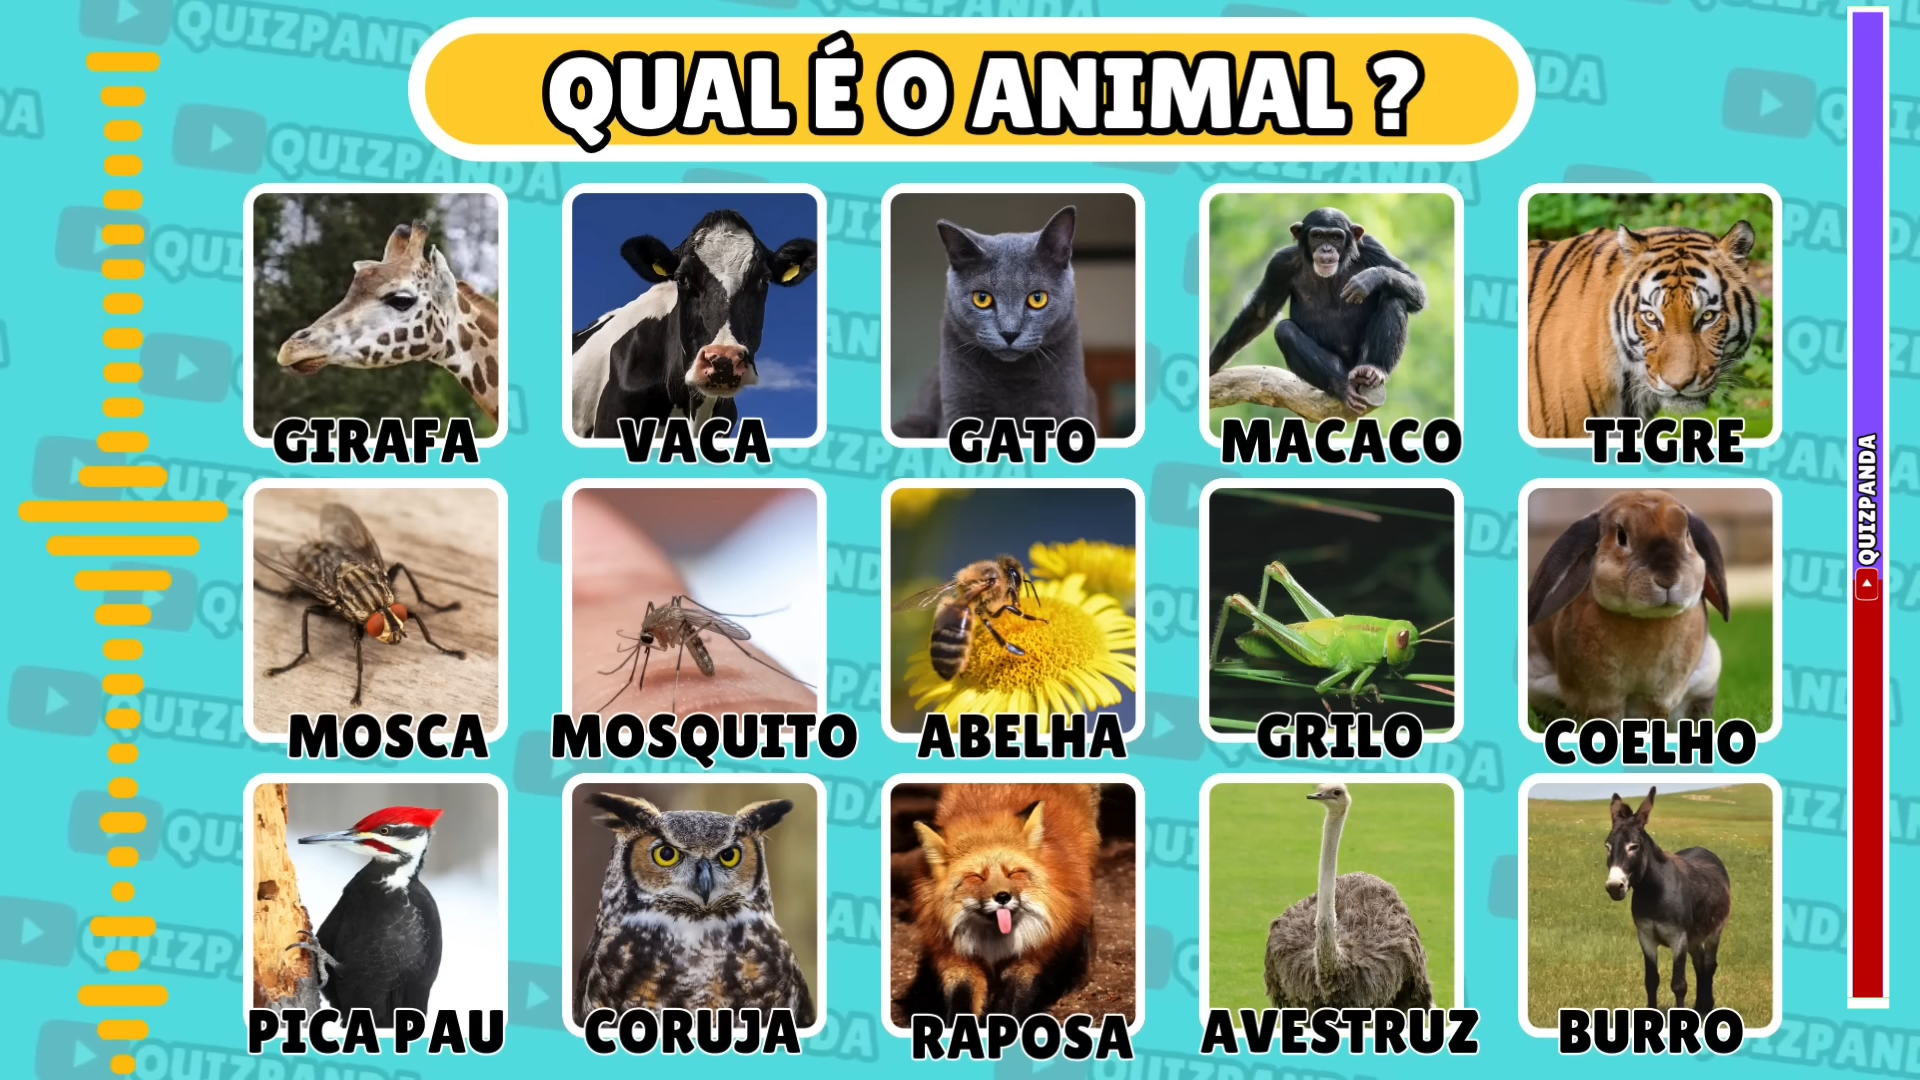 QUAL É O ANIMAL ?
GIRAFA
VACA
GATO
MACACO
TIGRE
MOSCA
MOSQUITO
ABELHA
GRILO
COELHO
PICA PAU
CORUJA
RAPOSA
AVESTRUZ
BURRO
QUIZPANDA